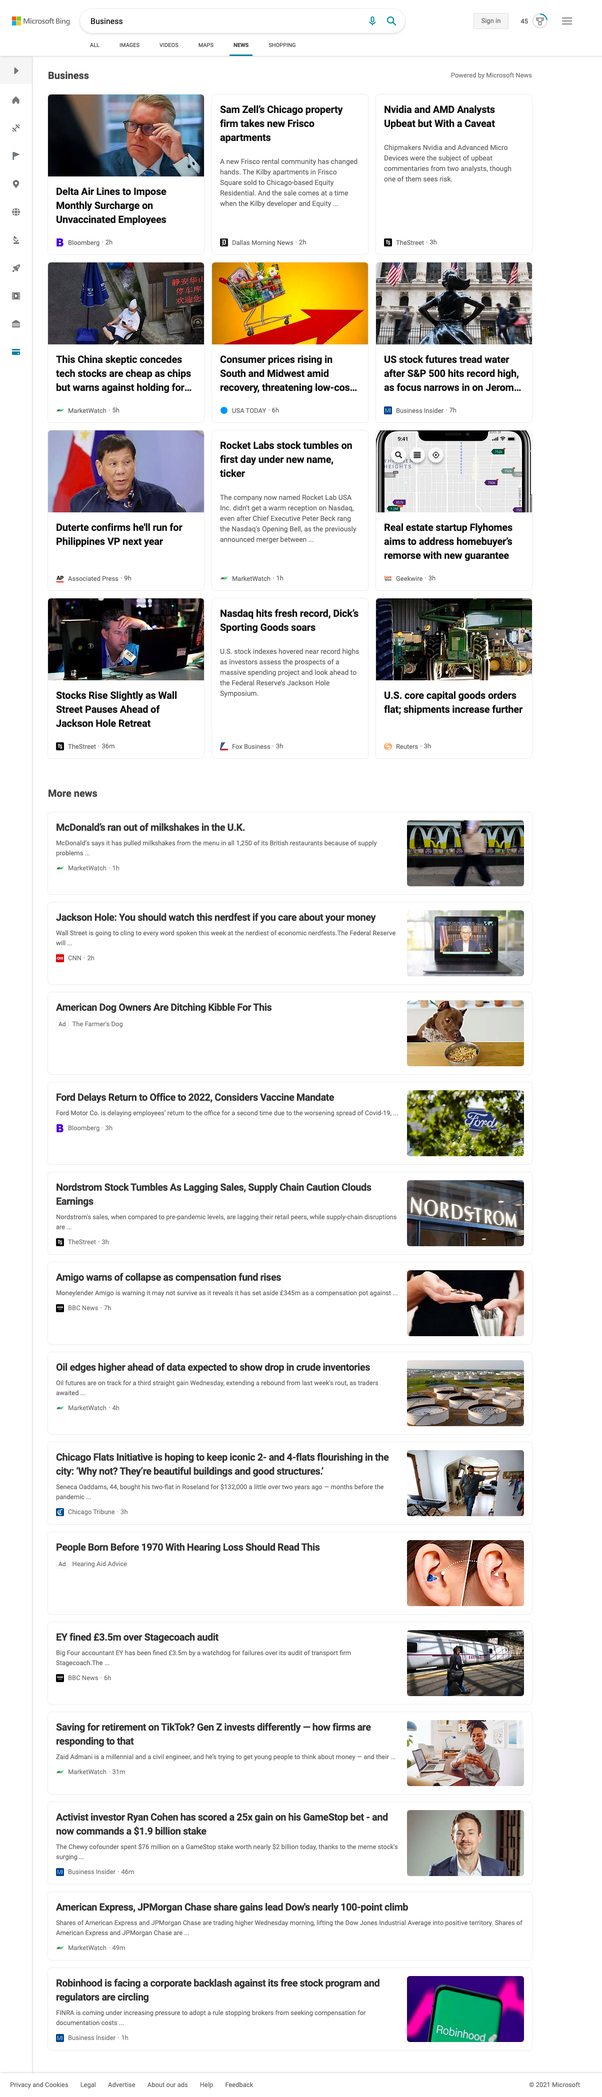 Microsoft Bing
Business
Sign in
45
ALL
IMAGES
VIDEOS
MAPS
NEWS
SHOPPING
Business
Powered by Microsoft News
Delta Air Lines to Impose
Monthly Surcharge on
Unvaccinated Employees
Bloomberg · 2h
Sam Zell's Chicago property
firm takes new Frisco
apartments
A new Frisco rental community has changed
hands. The Kilby apartments in Frisco
Square sold to Chicago-based Equity
Residential. And the sale comes at a time
when the Kilby developer and Equity ...
Dallas Morning News · 2h
Nvidia and AMD Analysts
Upbeat but With a Caveat
Chipmakers Nvidia and Advanced Micro
Devices were the subject of upbeat
commentaries from two analysts, though
one of them sees risk.
TheStreet · 3h
This China skeptic concedes
tech stocks are cheap as chips
but warns against holding for...
MarketWatch · 5h
Consumer prices rising in
South and Midwest amid
recovery, threatening low-cos...
USA TODAY · 6h
US stock futures tread water
after S&P 500 hits record high,
as focus narrows in on Jerom...
Business Insider · 7h
Duterte confirms he'll run for
Philippines VP next year
Associated Press · 9h
Rocket Labs stock tumbles on
first day under new name,
ticker
The company now named Rocket Lab USA
Inc. didn't get a warm reception on Nasdaq,
even after Chief Executive Peter Beck rang
the Nasdaq's Opening Bell, as the previously
announced merger between ...
MarketWatch · 1h
9:41
Real estate startup Flyhomes
aims to address homebuyer's
remorse with new guarantee
Geekwire · 3h
Stocks Rise Slightly as Wall
Street Pauses Ahead of
Jackson Hole Retreat
TheStreet · 36m
Nasdaq hits fresh record, Dick's
Sporting Goods soars
U.S. stock indexes hovered near record highs
as investors assess the prospects of a
massive spending project and look ahead to
the Federal Reserve's Jackson Hole
Symposium.
Fox Business · 3h
U.S. core capital goods orders
flat; shipments increase further
Reuters · 3h
More news
McDonald's ran out of milkshakes in the U.K.
McDonald's says it has pulled milkshakes from the menu in all 1,250 of its British restaurants because of supply
problems ...
MarketWatch · 1h
Jackson Hole: You should watch this nerdfest if you care about your money
Wall Street is going to cling to every word spoken this week at the nerdiest of economic nerdfests.The Federal Reserve
will ...
CNN · 2h
American Dog Owners Are Ditching Kibble For This
Ad The Farmer's Dog
Ford Delays Return to Office to 2022, Considers Vaccine Mandate
Ford Motor Co. is delaying employees' return to the office for a second time due to the worsening spread of Covid-19, ...
Bloomberg · 3h
Ford
Nordstrom Stock Tumbles As Lagging Sales, Supply Chain Caution Clouds
Earnings
Nordstrom's sales, when compared to pre-pandemic levels, are lagging their retail peers, while supply-chain disruptions
are ...
TheStreet · 3h
NORDSTROM
Amigo warns of collapse as compensation fund rises
Moneylender Amigo is warning it may not survive as it reveals it has set aside £345m as a compensation pot against ...
BBC News · 7h
Oil edges higher ahead of data expected to show drop in crude inventories
Oil futures are on track for a third straight gain Wednesday, extending a rebound from last week's rout, as traders
awaited ...
MarketWatch · 4h
Chicago Flats Initiative is hoping to keep iconic 2- and 4-flats flourishing in the
city: 'Why not? They're beautiful buildings and good structures.'
Seneca Oaddams, 44, bought his two-flat in Roseland for $132,000 a little over two years ago — months before the
pandemic ...
Chicago Tribune · 3h
People Born Before 1970 With Hearing Loss Should Read This
Ad Hearing Aid Advice
EY fined £3.5m over Stagecoach audit
Big Four accountant EY has been fined £3.5m by a watchdog for failures over its audit of transport firm
Stagecoach.The ...
BBC News · 6h
Saving for retirement on TikTok? Gen Z invests differently — how firms are
responding to that
Zaid Admani is a millennial and a civil engineer, and he's trying to get young people to think about money — and their ...
MarketWatch · 31m
Activist investor Ryan Cohen has scored a 25x gain on his GameStop bet - and
now commands a $1.9 billion stake
The Chewy cofounder spent $76 million on a GameStop stake worth nearly $2 billion today, thanks to the meme stock's
surging ...
Business Insider · 46m
American Express, JPMorgan Chase share gains lead Dow's nearly 100-point climb
Shares of American Express and JPMorgan Chase are trading higher Wednesday morning, lifting the Dow Jones Industrial Average into positive territory. Shares of
American Express and JPMorgan Chase are ...
MarketWatch · 49m
Robinhood is facing a corporate backlash against its free stock program and
regulators are circling
FINRA is coming under increasing pressure to adopt a rule stopping brokers from seeking compensation for
documentation costs ...
Business Insider · 1h
Robinhood
Privacy and Cookies
Legal
Advertise
About our ads
Help
Feedback
© 2021 Microsoft